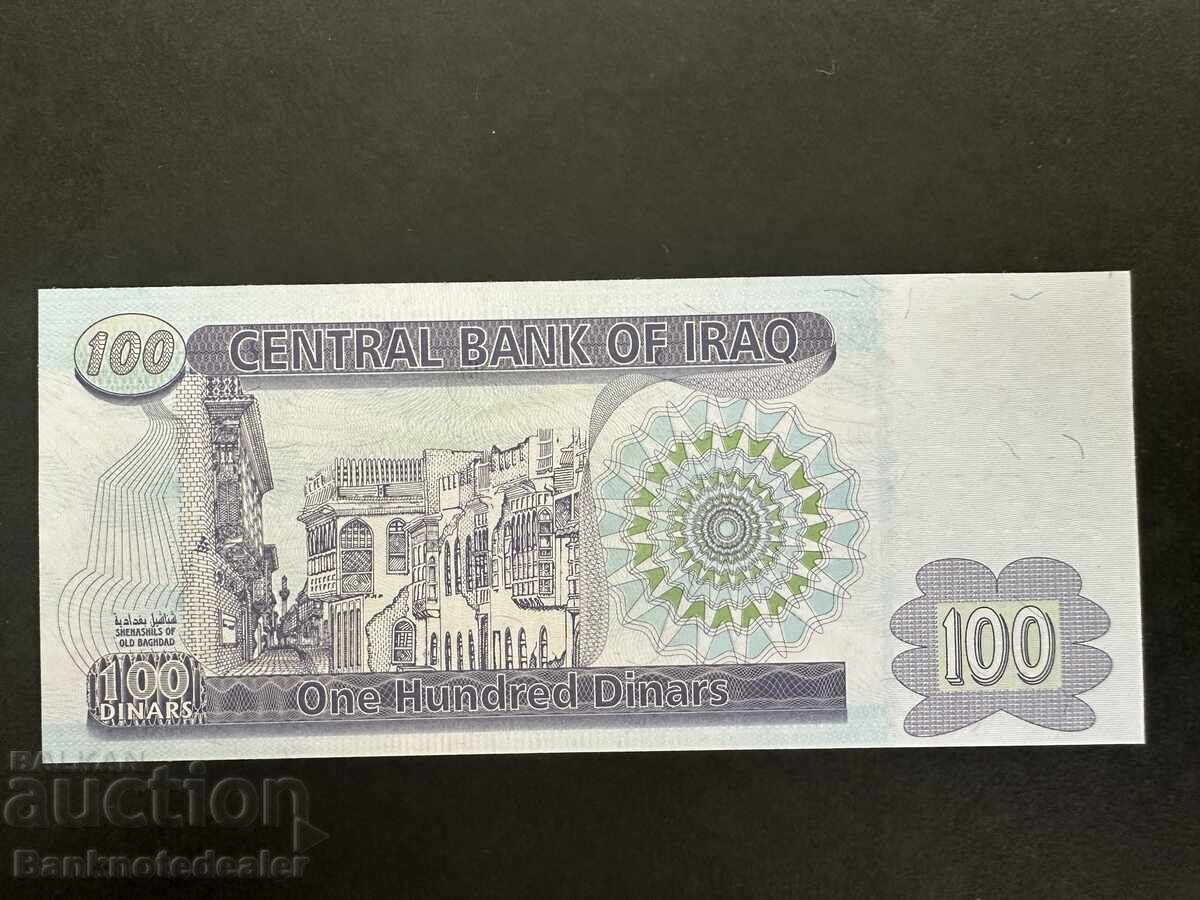 100
CENTRAL BANK OF IRAQ
شناشيل بغدادية
SHENASHILS OF
OLD BAGHDAD
100
DINARS
One Hundred Dinars
100
BALKAN
auction
Banknotedealer